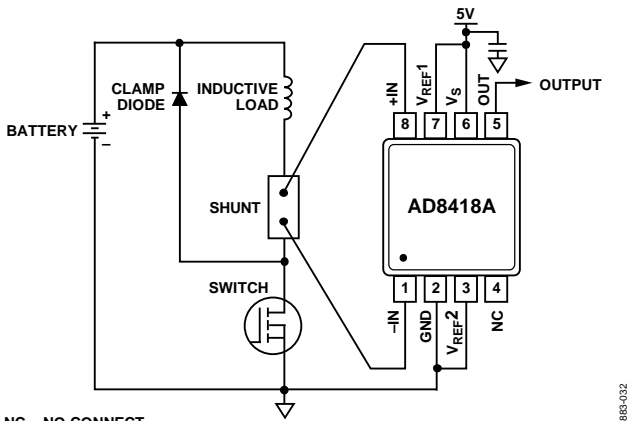 5V
CLAMP
DIODE
INDUCTIVE
LOAD
BATTERY
+
–
SHUNT
SWITCH
+IN
VREF1
VS
OUT
OUTPUT
8
7
6
5
AD8418A
1
2
3
4
–IN
GND
VREF2
NC
883-032
NC = NO CONNECT